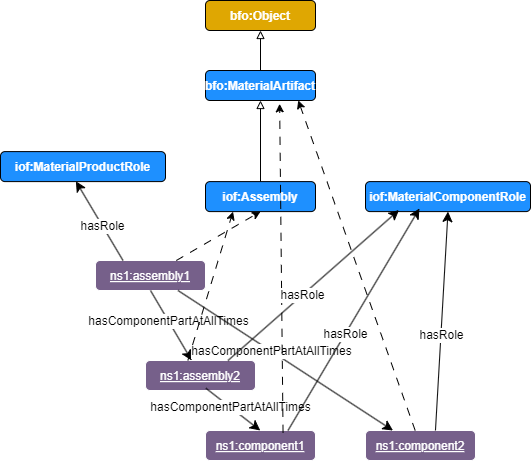 bfo:Object
bfo:MaterialArtifact
iof:MaterialProductRole
iof:Assembly
iof:MaterialComponentRole
hasRole
ns1:assembly1
hasRole
hasComponentPartAtAllTimes
hasRole
hasRole
hasComponentPartAtAllTimes
ns1:assembly2
hasComponentPartAtAllTimes
ns1:component1
ns1:component2